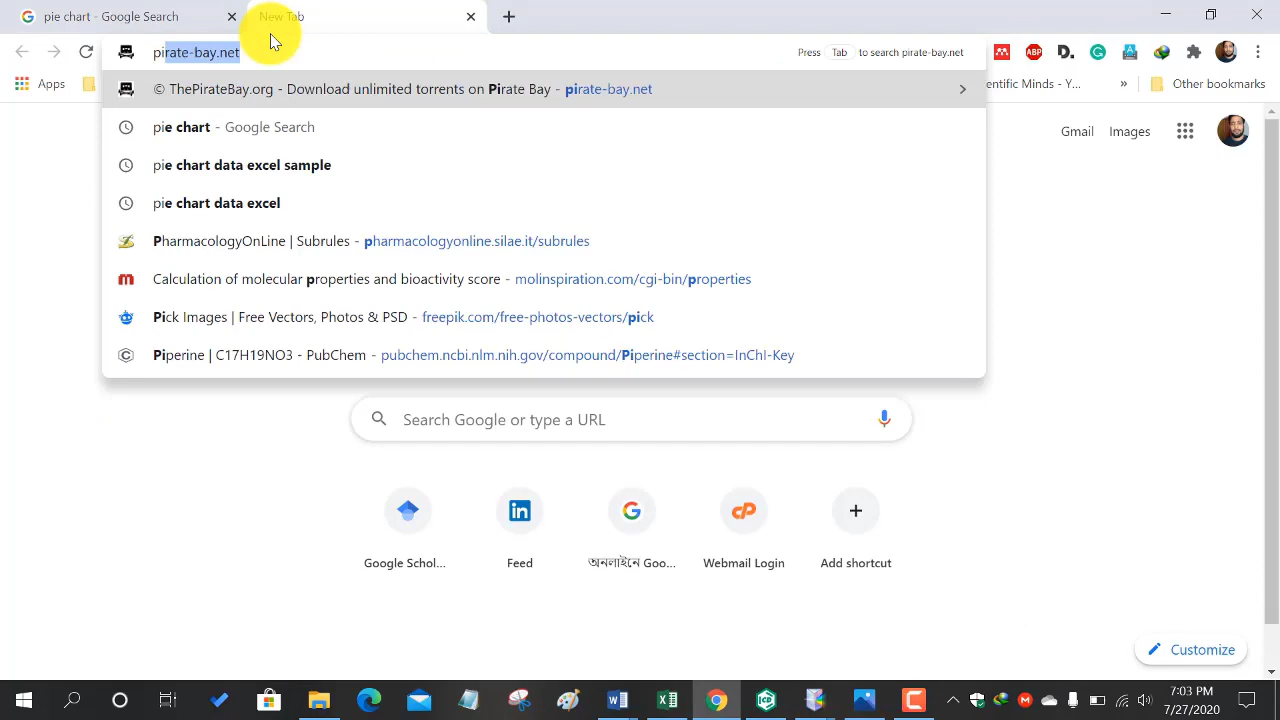 pie chart - Google Search
New Tab
pirate-bay.net
Press Tab to search pirate-bay.net
ABP
Apps
entific Minds - Y...
»
Other bookmarks
© ThePirateBay.org - Download unlimited torrents on Pirate Bay - pirate-bay.net
pie chart - Google Search
pie chart data excel sample
pie chart data excel
PharmacologyOnLine | Subrules - pharmacologyonline.silae.it/subrules
Calculation of molecular properties and bioactivity score - molinspiration.com/cgi-bin/properties
Pick Images | Free Vectors, Photos & PSD - freepik.com/free-photos-vectors/pick
Piperine | C17H19NO3 - PubChem - pubchem.ncbi.nlm.nih.gov/compound/Piperine#section=InChI-Key
Gmail Images
Search Google or type a URL
Google Schol...
Feed
অনলাইনে Goo...
Webmail Login
Add shortcut
Customize
7:03 PM
7/27/2020